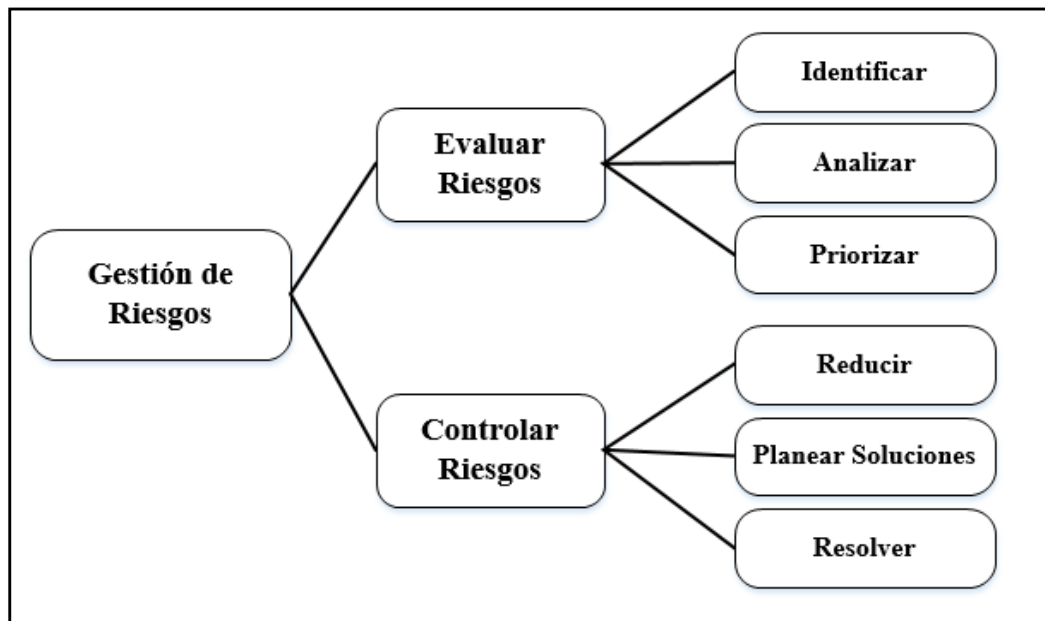 Gestión de
Riesgos
Evaluar
Riesgos
Identificar
Analizar
Priorizar
Controlar
Riesgos
Reducir
Planear Soluciones
Resolver